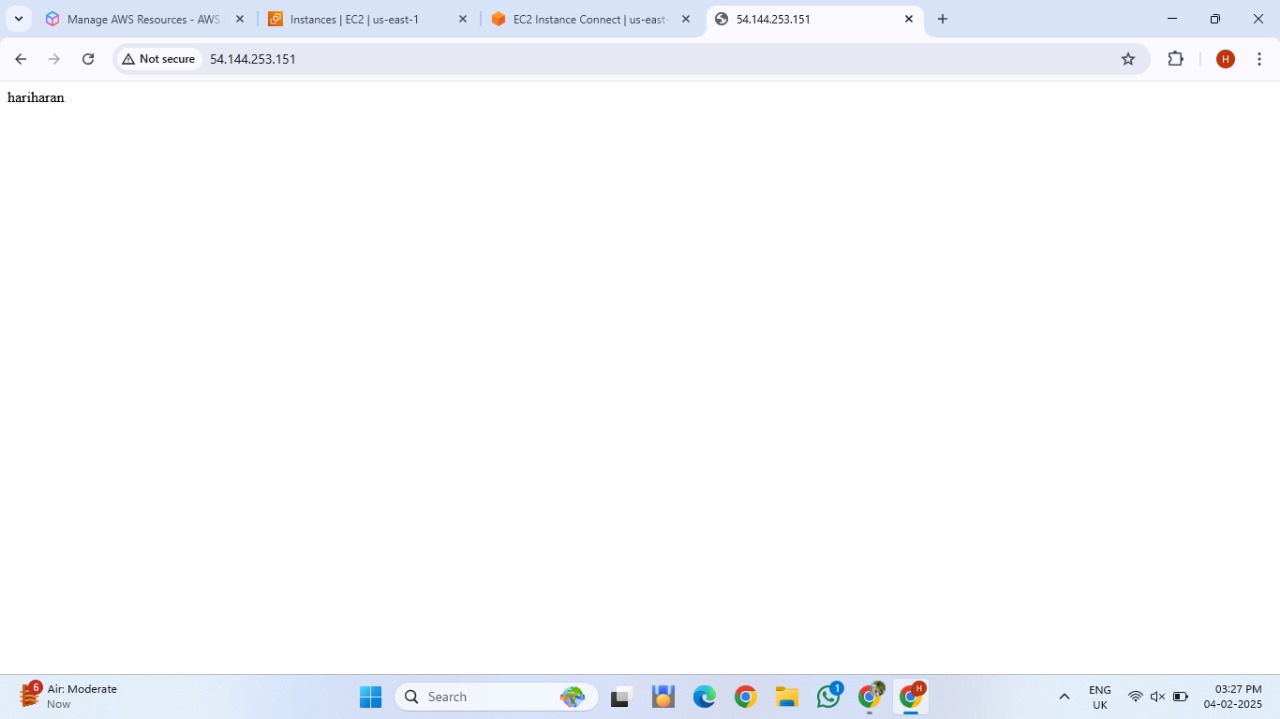 Manage AWS Resources - AWS
Instances | EC2 | us-east-1
EC2 Instance Connect | us-east-
54.144.253.151
Not secure
54.144.253.151
H
hariharan
6
Air: Moderate
Now
Search
1
H
ENG
UK
03:27 PM
04-02-2025